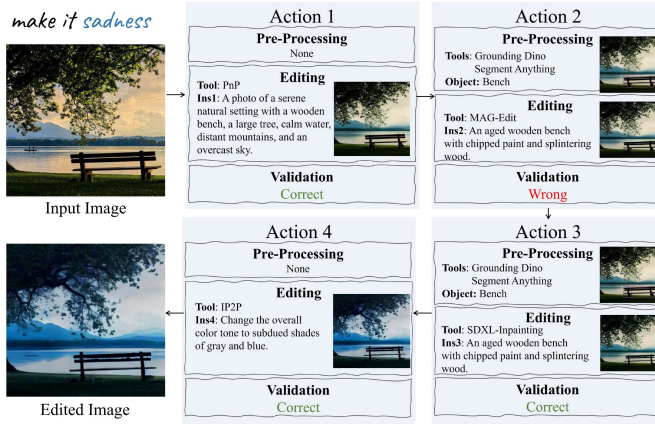 make it sadness
Input Image
Action 1
Pre-Processing
None
Editing
Tool: PnP
Ins1: A photo of a serene
natural setting with a wooden
bench, a large tree, calm water,
distant mountains, and an
overcast sky.
Validation
Correct
Action 2
Pre-Processing
Tools: Grounding Dino
Segment Anything
Object: Bench
Editing
Tool: MAG-Edit
Ins2: An aged wooden bench
with chipped paint and splintering
wood.
Validation
Wrong
Action 3
Pre-Processing
Tools: Grounding Dino
Segment Anything
Object: Bench
Editing
Tool: SDXL-Inpainting
Ins3: An aged wooden bench
with chipped paint and splintering
wood.
Validation
Correct
Action 4
Pre-Processing
None
Editing
Tool: IP2P
Ins4: Change the overall
color tone to subdued shades
of gray and blue.
Validation
Correct
Edited Image